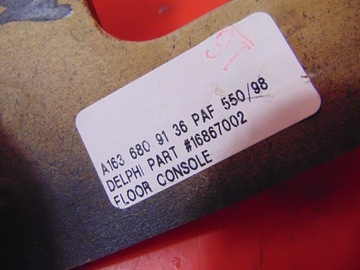 A163 680 91 36 PAF 550/98
DELPHI PART #16867002
FLOOR CONSOLE